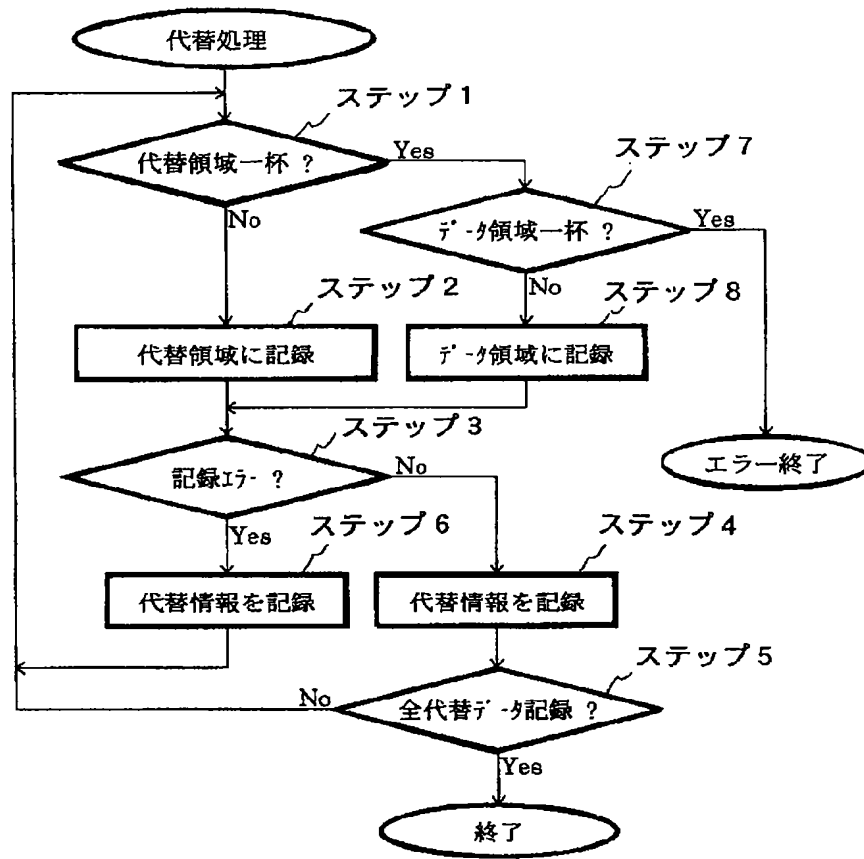 代替処理
ステップ1
代替領域一杯 ?
Yes
No
ステップ7
データ領域一杯 ?
Yes
No
ステップ2
代替領域に記録
ステップ8
データ領域に記録
ステップ3
記録エラー ?
No
Yes
エラー終了
ステップ6
代替情報を記録
ステップ4
代替情報を記録
ステップ5
全代替データ記録 ?
No
Yes
終了